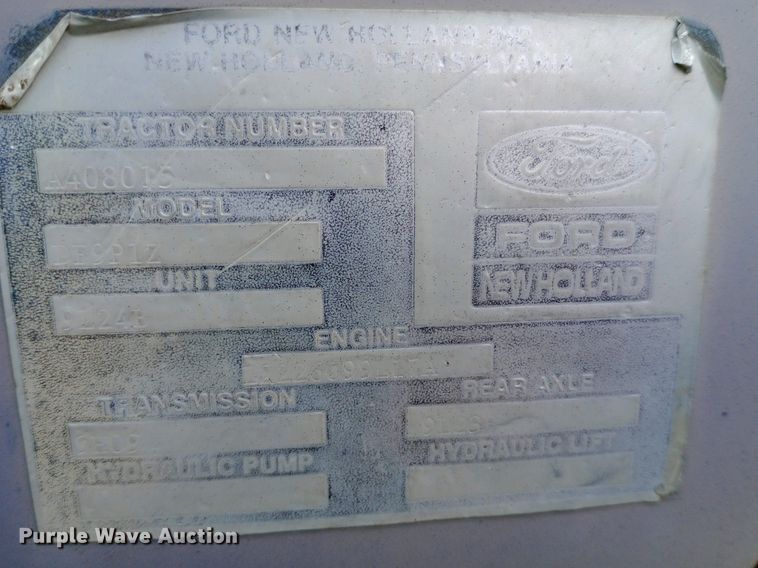 FORD NEW HOLLAND INC
NEW HOLLAND, PENNSYLVANIA
TRACTOR NUMBER
A408015
MODEL
UNIT
ENGINE
TRANSMISSION
REAR AXLE
HYDRAULIC PUMP
HYDRAULIC LIFT
Ford
FORD
NEW HOLLAND
Purple Wave Auction®